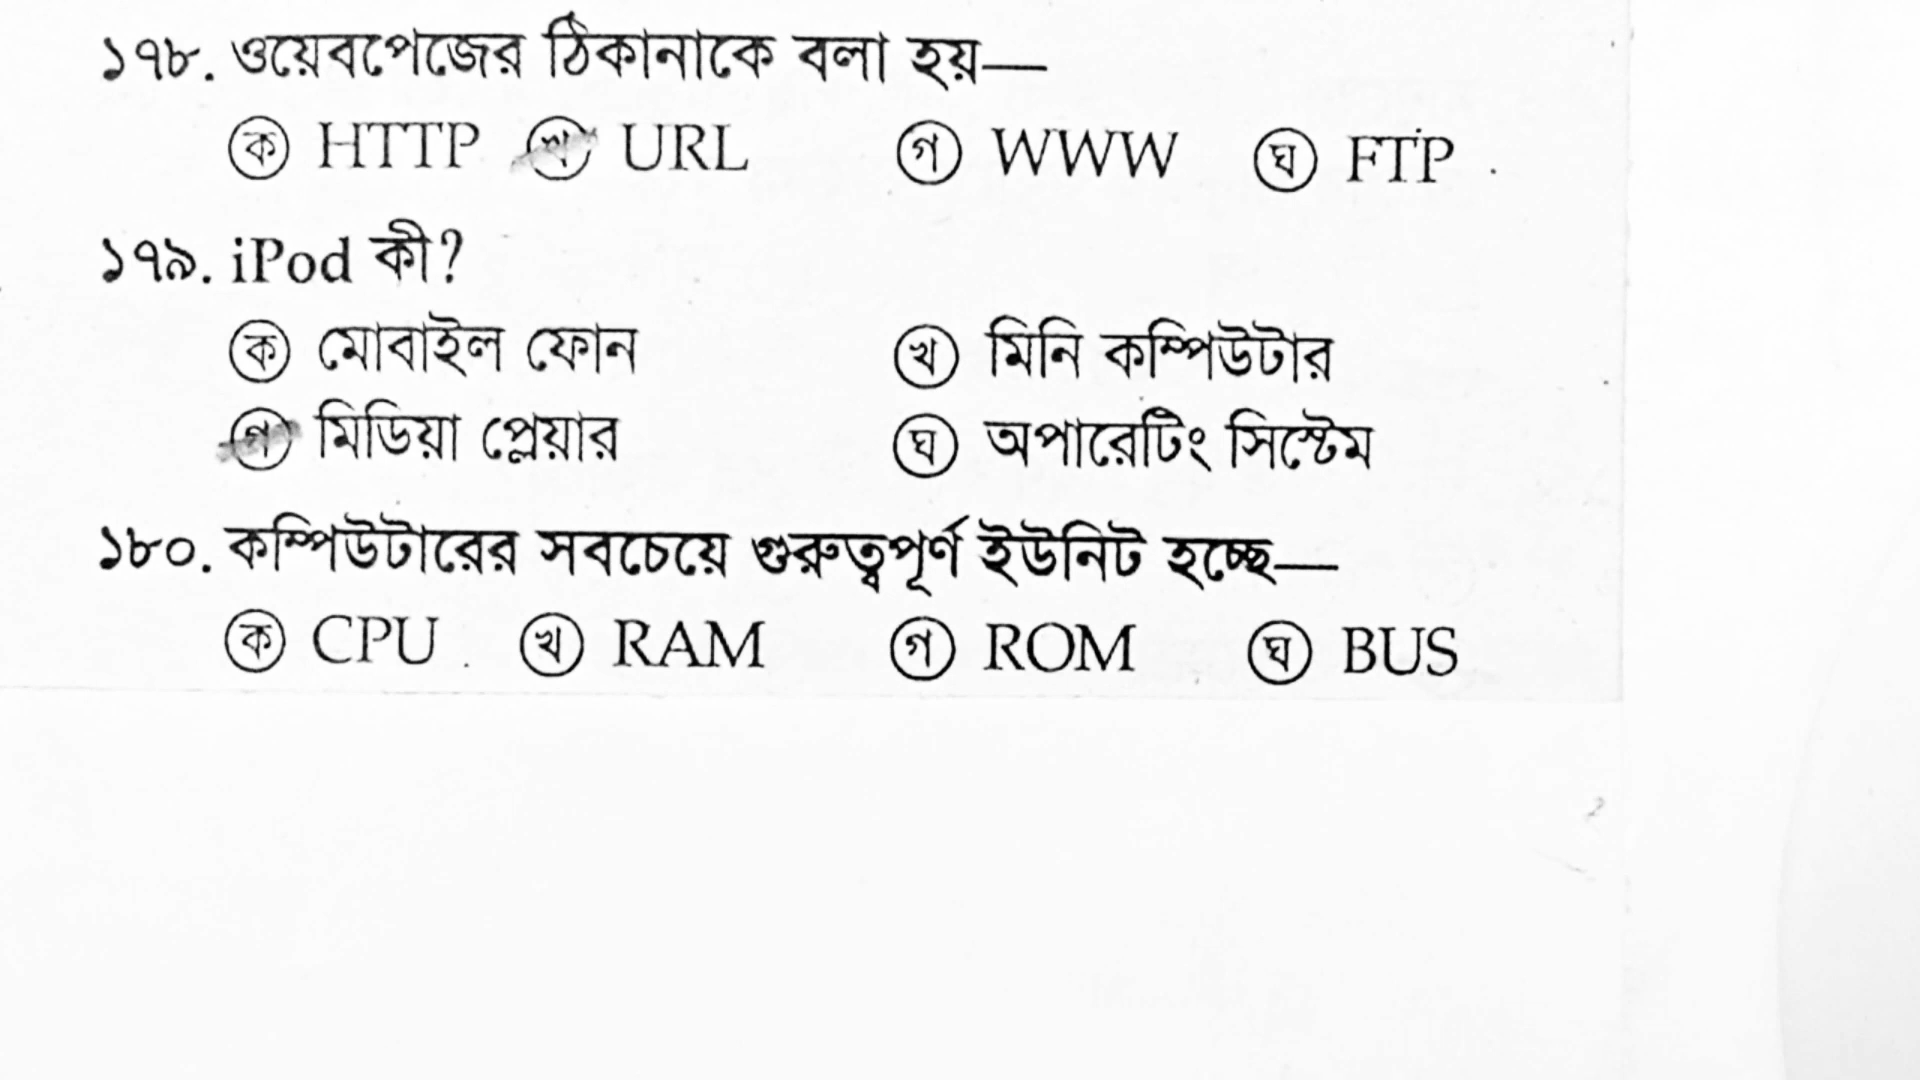 ১৭৮. ওয়েবপেজের ঠিকানাকে বলা হয়—
ক HTTP খ URL গ WWW ঘ FTP
১৭৯. iPod কী?
ক মোবাইল ফোন খ মিনি কম্পিউটার
গ মিডিয়া প্লেয়ার ঘ অপারেটিং সিস্টেম
১৮০. কম্পিউটারের সবচেয়ে গুরুত্বপূর্ণ ইউনিট হচ্ছে—
ক CPU খ RAM গ ROM ঘ BUS